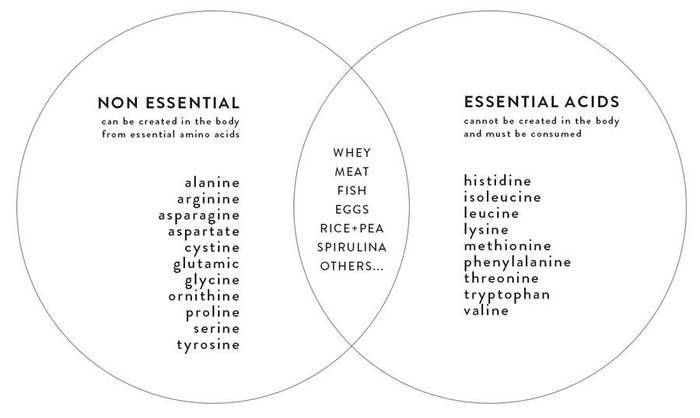 NON ESSENTIAL
can be created in the body
from essential amino acids
alanine
arginine
asparagine
aspartate
cystine
glutamic
glycine
ornithine
proline
serine
tyrosine
WHEY
MEAT
FISH
EGGS
RICE+PEA
SPIRULINA
OTHERS...
ESSENTIAL ACIDS
cannot be created in the body
and must be consumed
histidine
isoleucine
leucine
lysine
methionine
phenylalanine
threonine
tryptophan
valine